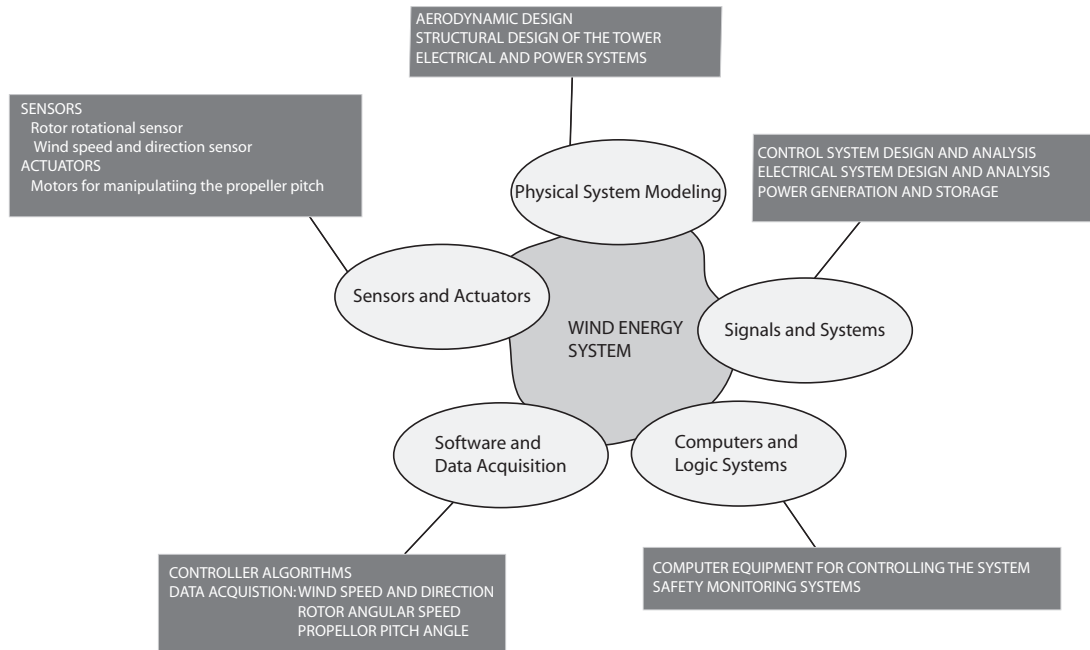 AERODYNAMIC DESIGN
STRUCTURAL DESIGN OF THE TOWER
ELECTRICAL AND POWER SYSTEMS
SENSORS
Rotor rotational sensor
Wind speed and direction sensor
ACTUATORS
Motors for manipulatiing the propeller pitch
CONTROL SYSTEM DESIGN AND ANALYSIS
ELECTRICAL SYSTEM DESIGN AND ANALYSIS
POWER GENERATION AND STORAGE
Physical System Modeling
Sensors and Actuators
WIND ENERGY
SYSTEM
Signals and Systems
Software and
Data Acquisition
Computers and
Logic Systems
CONTROLLER ALGORITHMS
DATA ACQUISTION: WIND SPEED AND DIRECTION
ROTOR ANGULAR SPEED
PROPELLOR PITCH ANGLE
COMPUTER EQUIPMENT FOR CONTROLLING THE SYSTEM
SAFETY MONITORING SYSTEMS